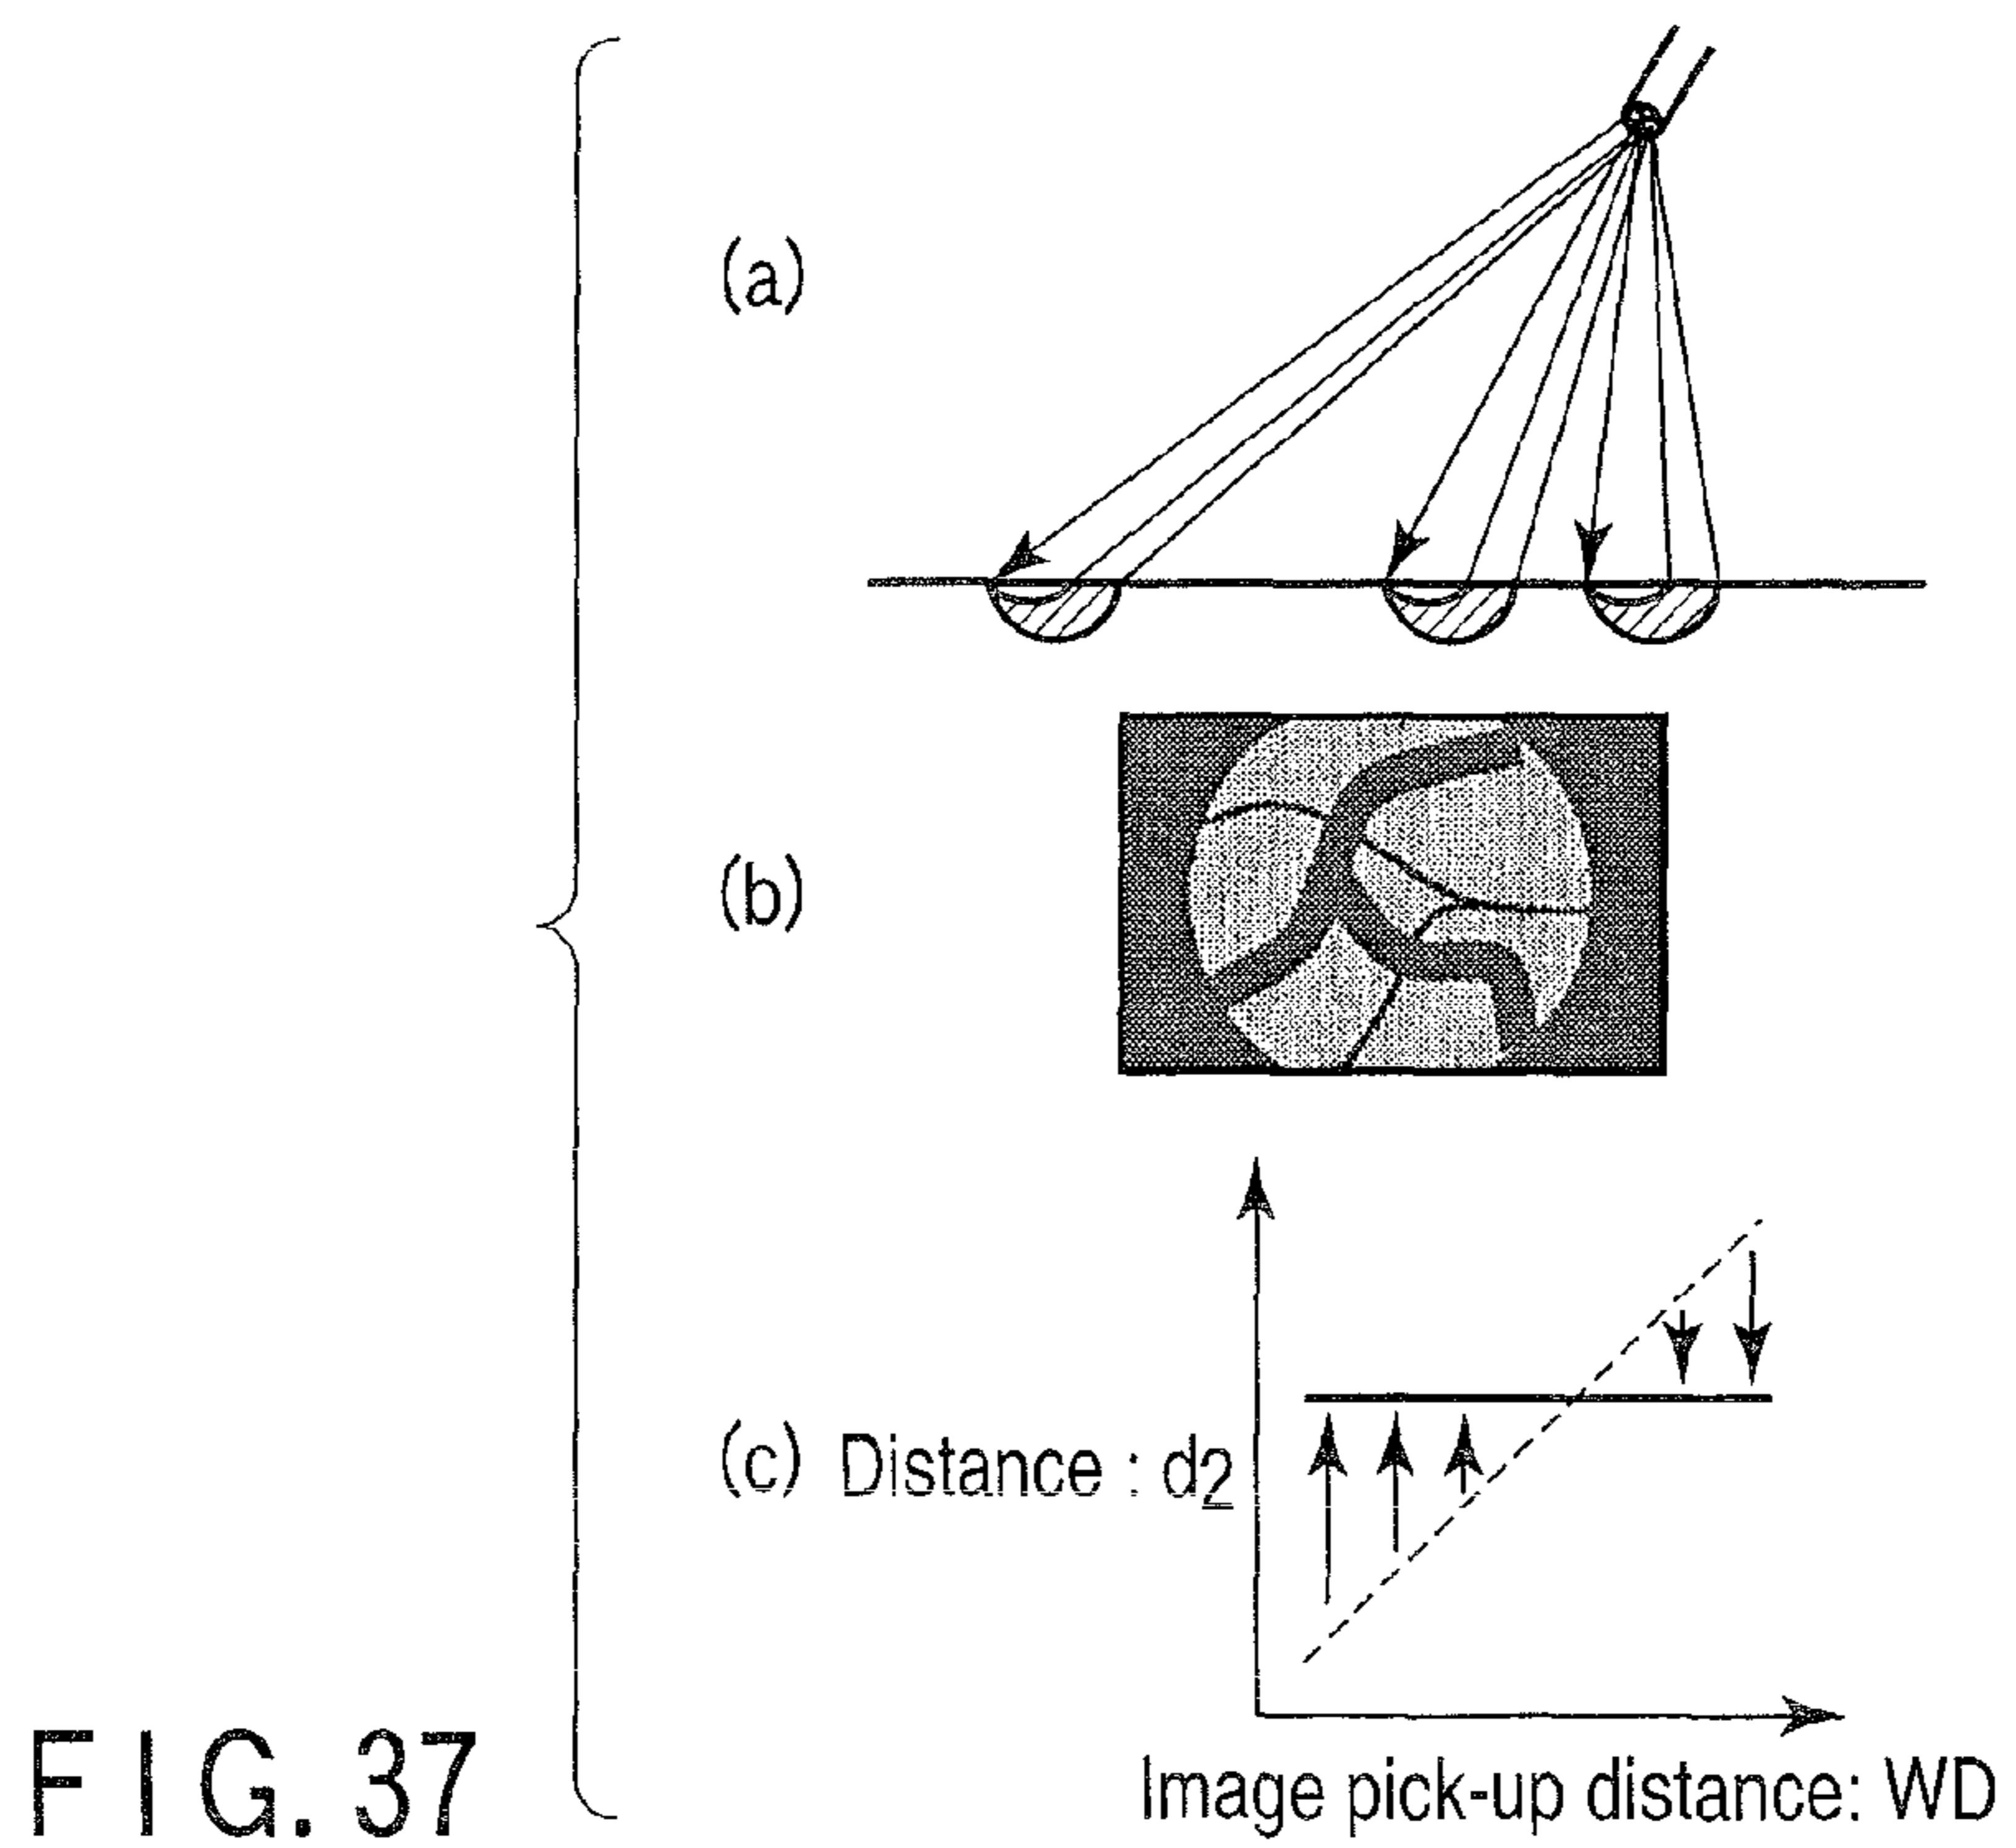 (a)
(b)
(c) Distance : d2
Image pick-up distance: WD
FIG. 37